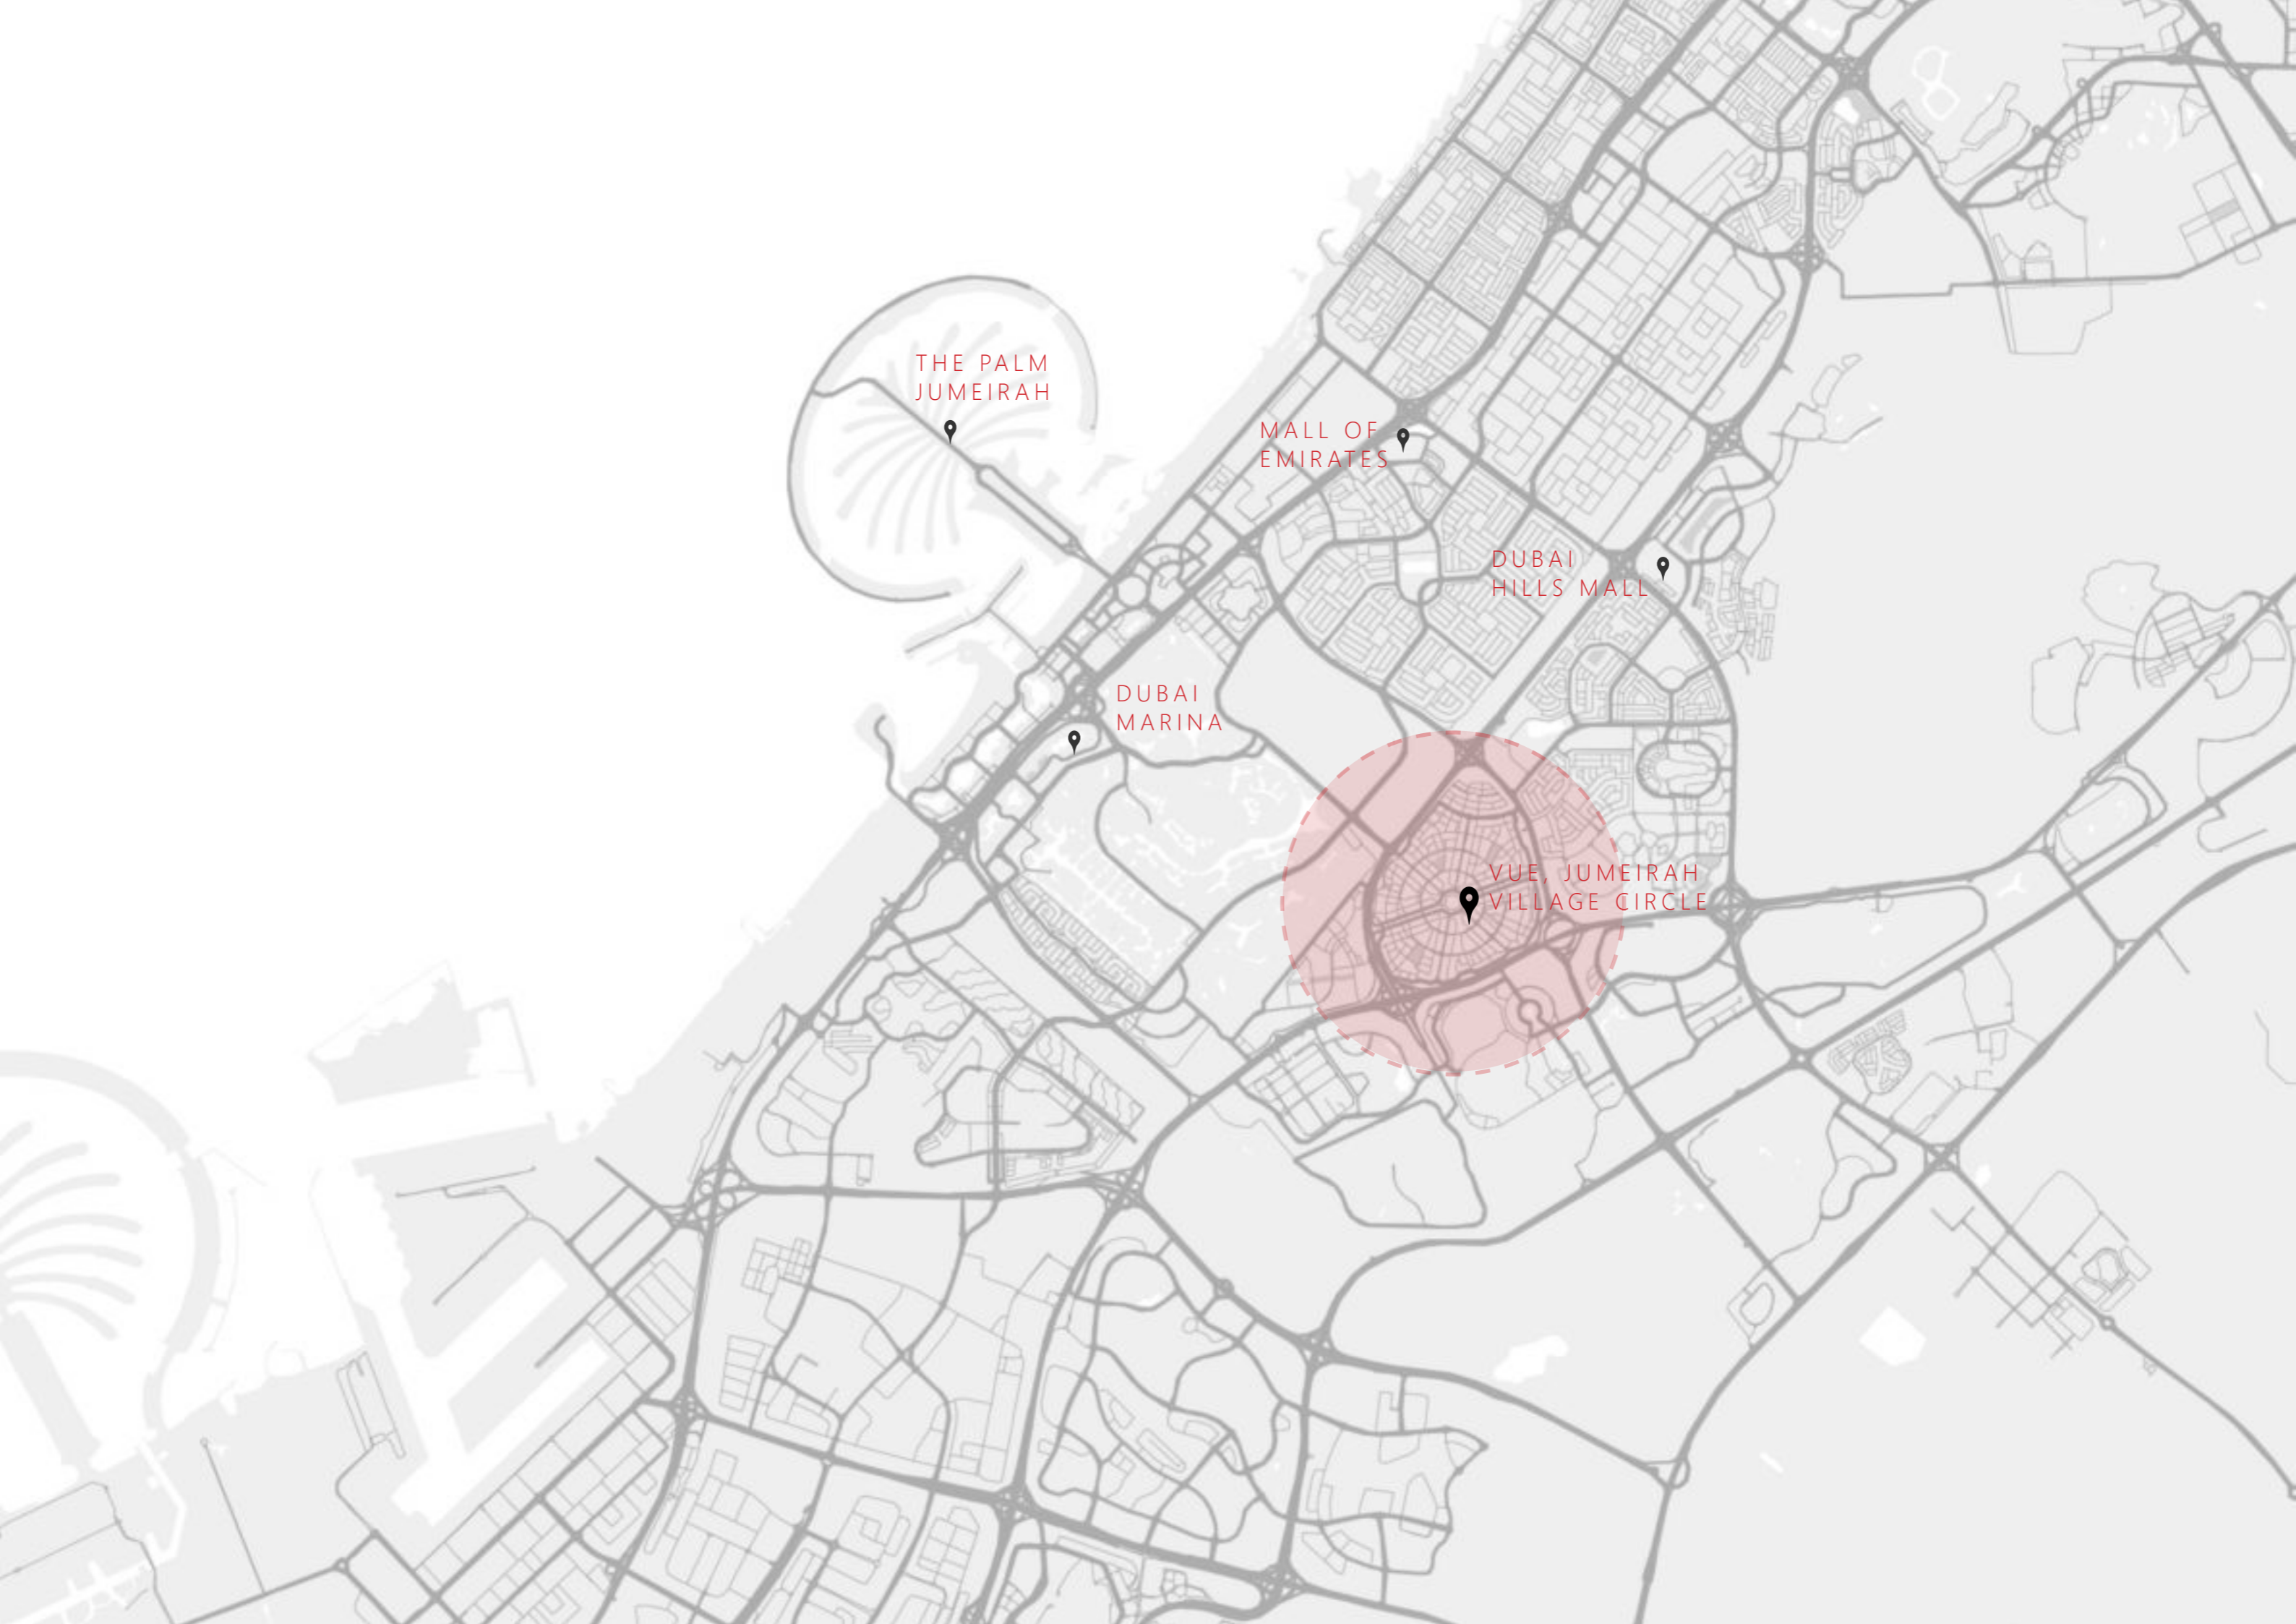 THE PALM
JUMEIRAH
MALL OF
EMIRATES
DUBAI
HILLS MALL
DUBAI
MARINA
VUE, JUMEIRAH
VILLAGE CIRCLE